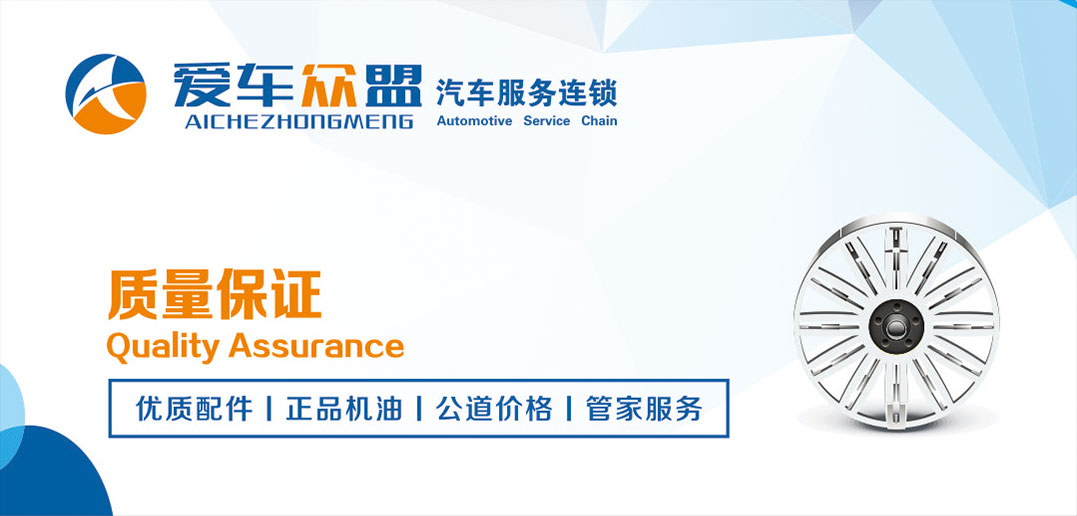 爱车众盟 汽车服务连锁
AICHEZHONGMENG Automotive Service Chain
质量保证
Quality Assurance
优质配件 | 正品机油 | 公道价格 | 管家服务